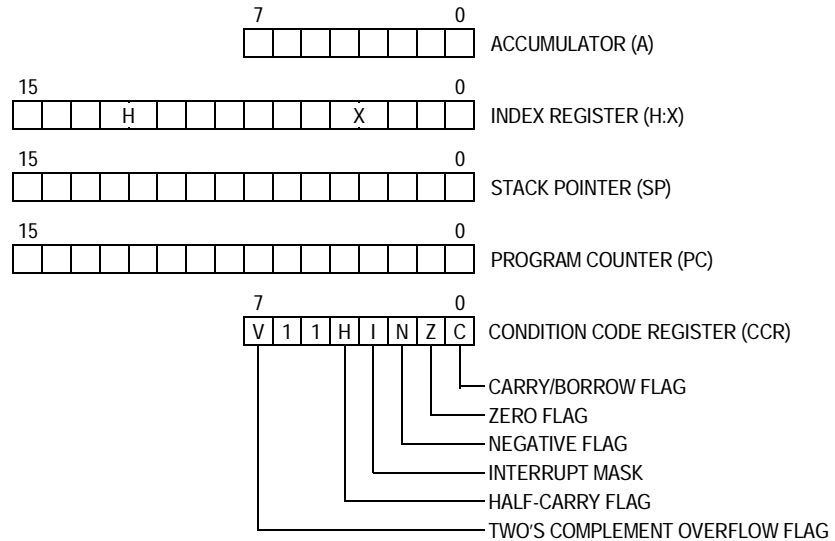 7 0
ACCUMULATOR (A)
15 0
H X INDEX REGISTER (H:X)
15 0
STACK POINTER (SP)
15 0
PROGRAM COUNTER (PC)
7 0
V 1 1 H I N Z C CONDITION CODE REGISTER (CCR)
CARRY/BORROW FLAG
ZERO FLAG
NEGATIVE FLAG
INTERRUPT MASK
HALF-CARRY FLAG
TWO'S COMPLEMENT OVERFLOW FLAG